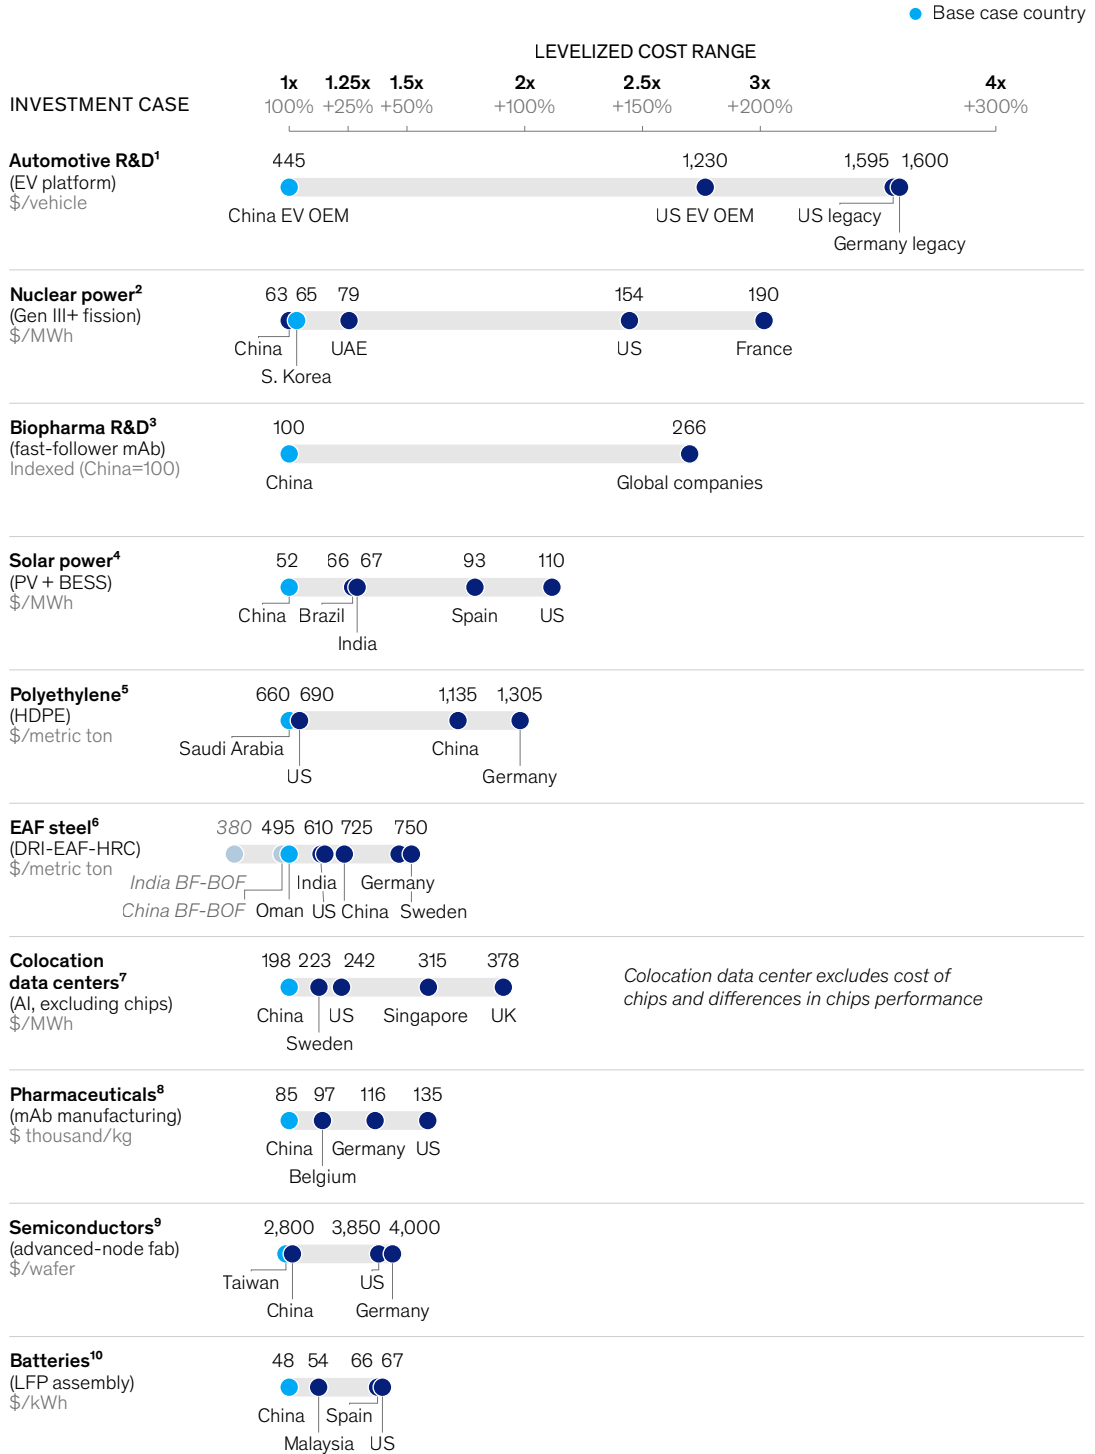 Base case country
LEVELIZED COST RANGE
1x 1.25x 1.5x 2x 2.5x 3x 4x
INVESTMENT CASE 100% +25% +50% +100% +150% +200% +300%
Automotive R&D¹ 445 1,230 1,595 1,600
(EV platform)
$/vehicle
China EV OEM US EV OEM US legacy
Germany legacy
Nuclear power² 63 65 79 154 190
(Gen III+ fission)
$/MWh
China UAE US France
S. Korea
Biopharma R&D³ 100 266
(fast-follower mAb)
Indexed (China=100)
China Global companies
Solar power⁴ 52 66 67 93 110
(PV + BESS)
$/MWh
China Brazil Spain US
India
Polyethylene⁵ 660 690 1,135 1,305
(HDPE)
$/metric ton
Saudi Arabia China
US Germany
EAF steel⁶ 380 495 610 725 750
(DRI-EAF-HRC)
$/metric ton
India BF-BOF India Germany
China BF-BOF Oman US China Sweden
Colocation 198 223 242 315 378
data centers⁷
(AI, excluding chips)
$/MWh
Colocation data center excludes cost of
chips and differences in chips performance
China US Singapore UK
Sweden
Pharmaceuticals⁸ 85 97 116 135
(mAb manufacturing)
$ thousand/kg
China Germany US
Belgium
Semiconductors⁹ 2,800 3,850 4,000
(advanced-node fab)
$/wafer
Taiwan US
China Germany
Batteries¹⁰ 48 54 66 67
(LFP assembly)
$/kWh
China Spain
Malaysia US